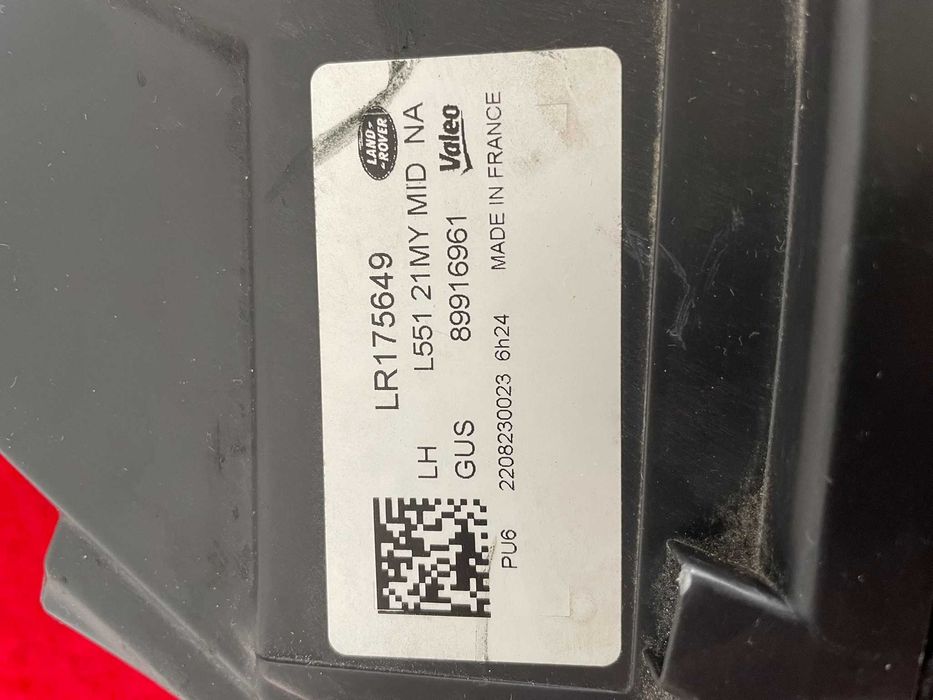 LR175649
LAND-
-ROVER
LH L551 21MY MID NA
GUS 89916961 Valeo
PU6 2208230023 6h24 MADE IN FRANCE